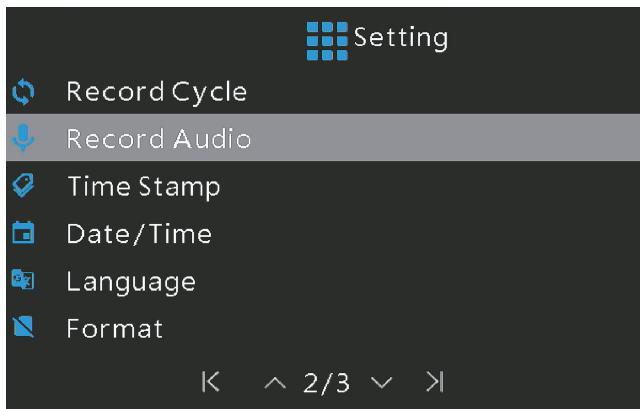 Setting
Record Cycle
Record Audio
Time Stamp
Date/Time
Language
Format
2/3